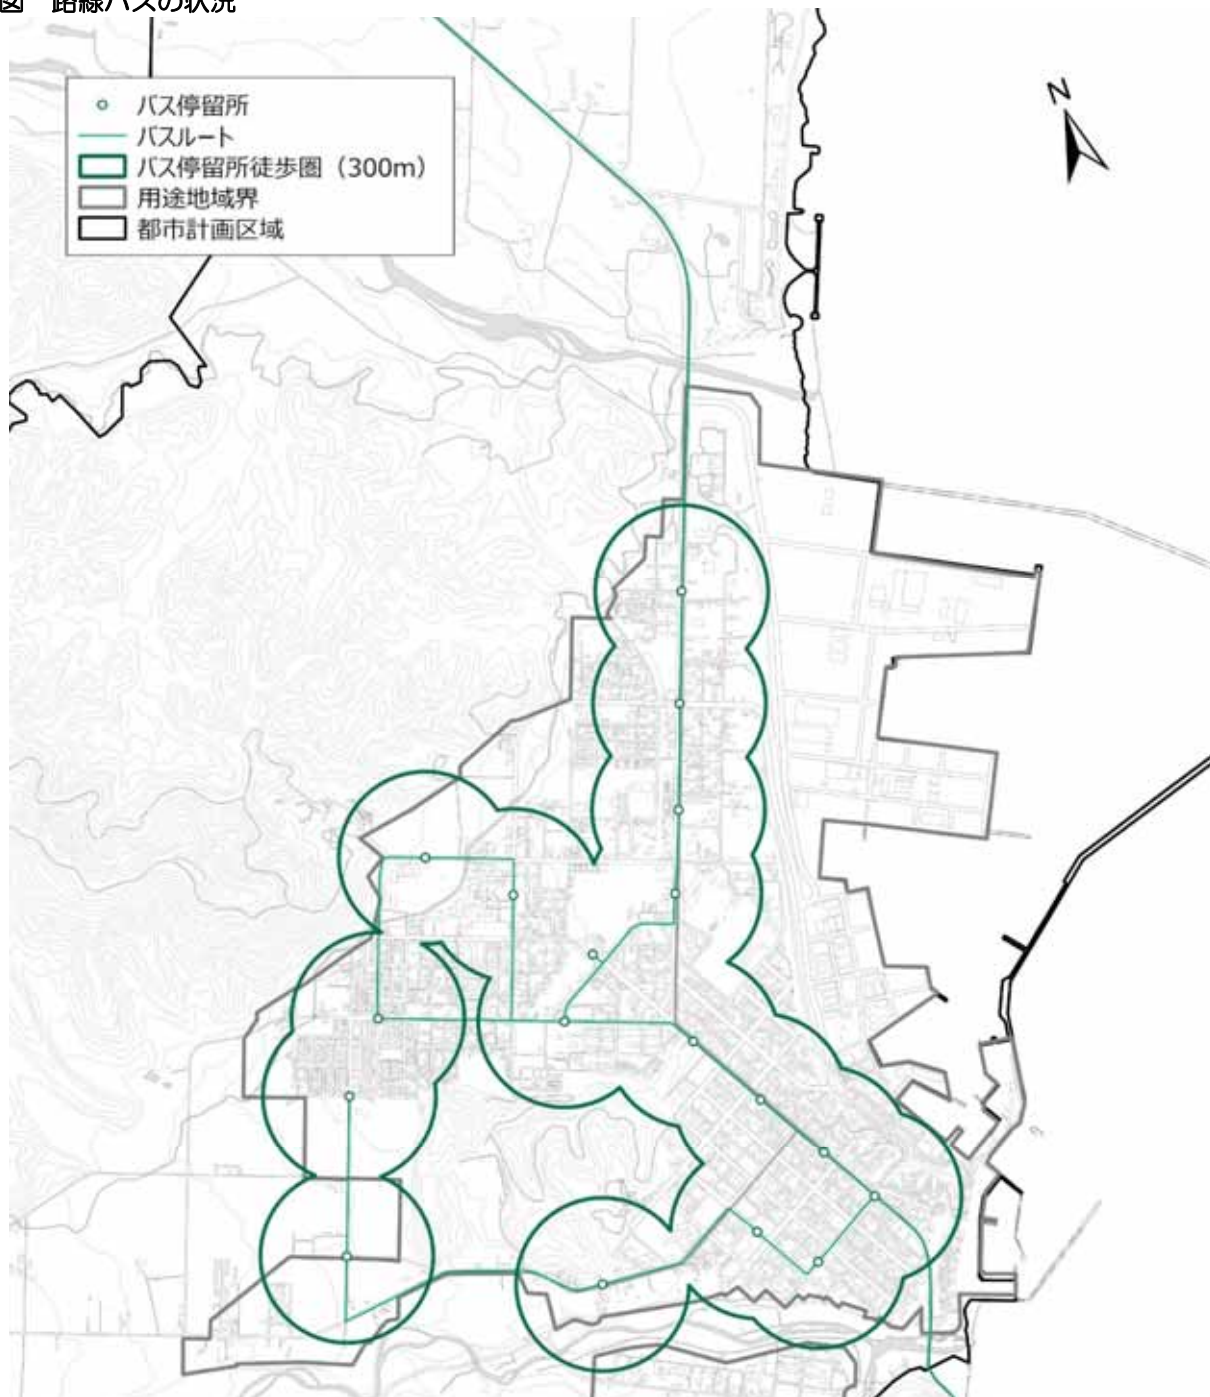 図 路線バスの状況
バス停留所
バスルート
バス停留所徒歩圏（300m）
用途地域界
都市計画区域
N